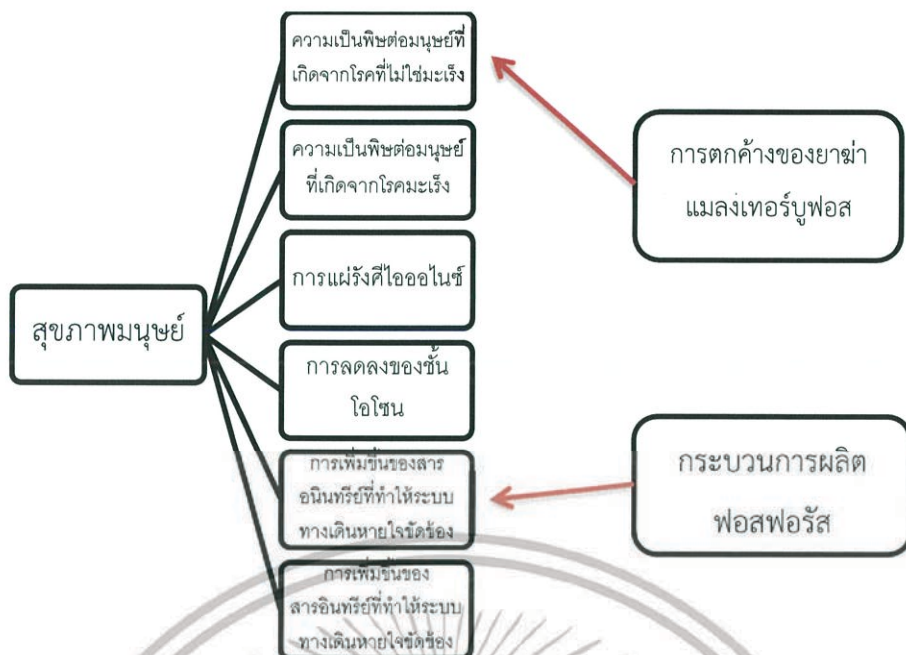 ความเป็นพิษต่อมนุษย์ที่
เกิดจากโรคที่ไม่ใช่มะเร็ง
ความเป็นพิษต่อมนุษย์
ที่เกิดจากโรคมะเร็ง
การแผ่รังศีไอออไนซ์
สุขภาพมนุษย์
การลดลงของชั้น
โอโซน
การเพิ่มขึ้นของสาร
อนินทรีย์ที่ทำให้ระบบ
ทางเดินหายใจขัดข้อง
การเพิ่มขึ้นของ
สารอินทรีย์ที่ทำให้ระบบ
ทางเดินหายใจขัดข้อง
การตกค้างของยาฆ่า
แมลงเทอร์บูฟอส
กระบวนการผลิต
ฟอสฟอรัส